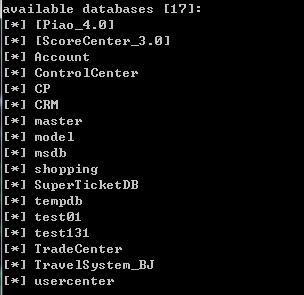 available databases [17]:
[*] [Piao_4.0]
[*] [ScoreCenter_3.0]
[*] Account
[*] ControlCenter
[*] CP
[*] CRM
[*] master
[*] model
[*] msdb
[*] shopping
[*] SuperTicketDB
[*] tempdb
[*] test01
[*] test131
[*] TradeCenter
[*] TravelSystem_BJ
[*] usercenter